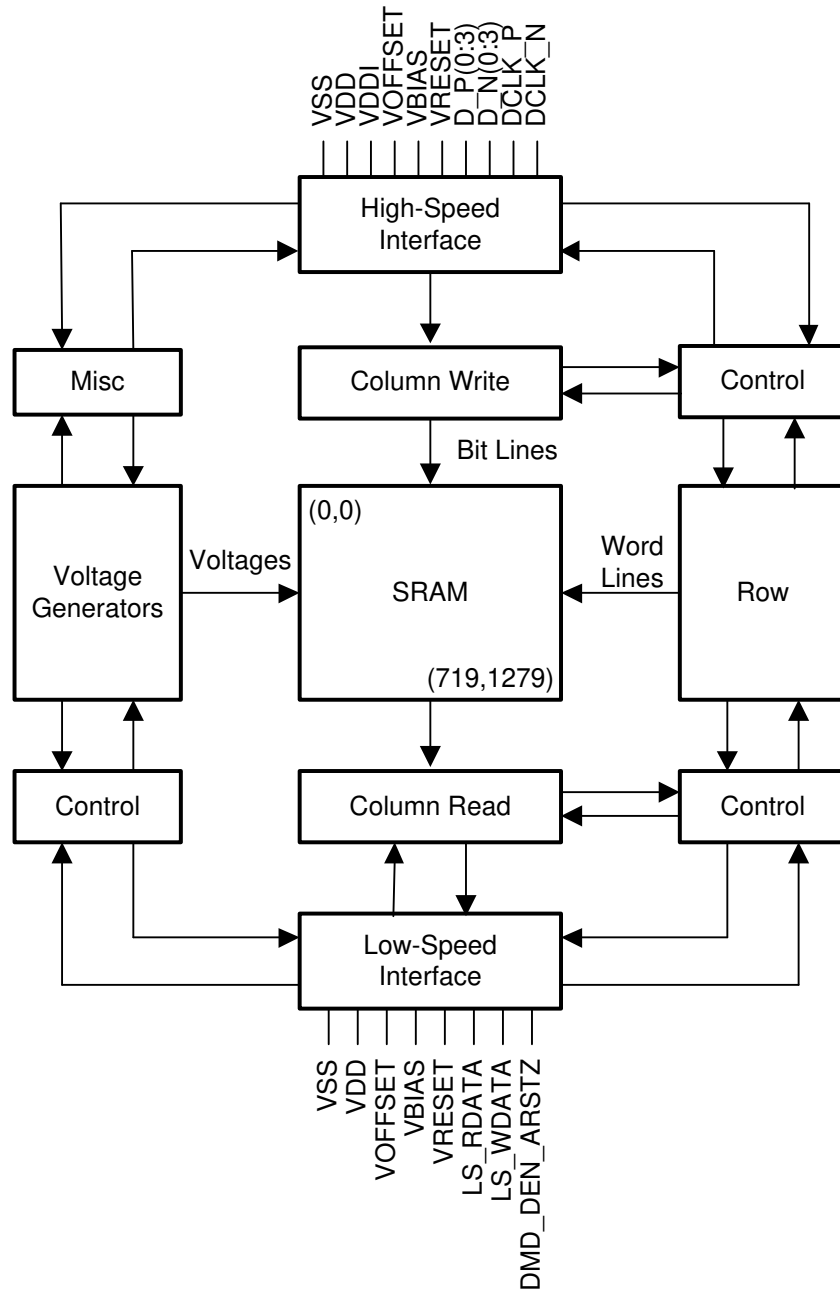 VSS
VDD
VDDI
VOFFSET
VBIAS
VRESET
D_P(0:3)
D_N(0:3)
DCLK_P
DCLK_N
High-Speed
Interface
Misc
Column Write
Control
Bit Lines
(0,0)
Voltage
Generators
Voltages
SRAM
Word
Lines
Row
(719,1279)
Control
Column Read
Control
Low-Speed
Interface
VSS
VDD
VOFFSET
VBIAS
VRESET
LS_RDATA
LS_WDATA
DMD_DEN_ARSTZ